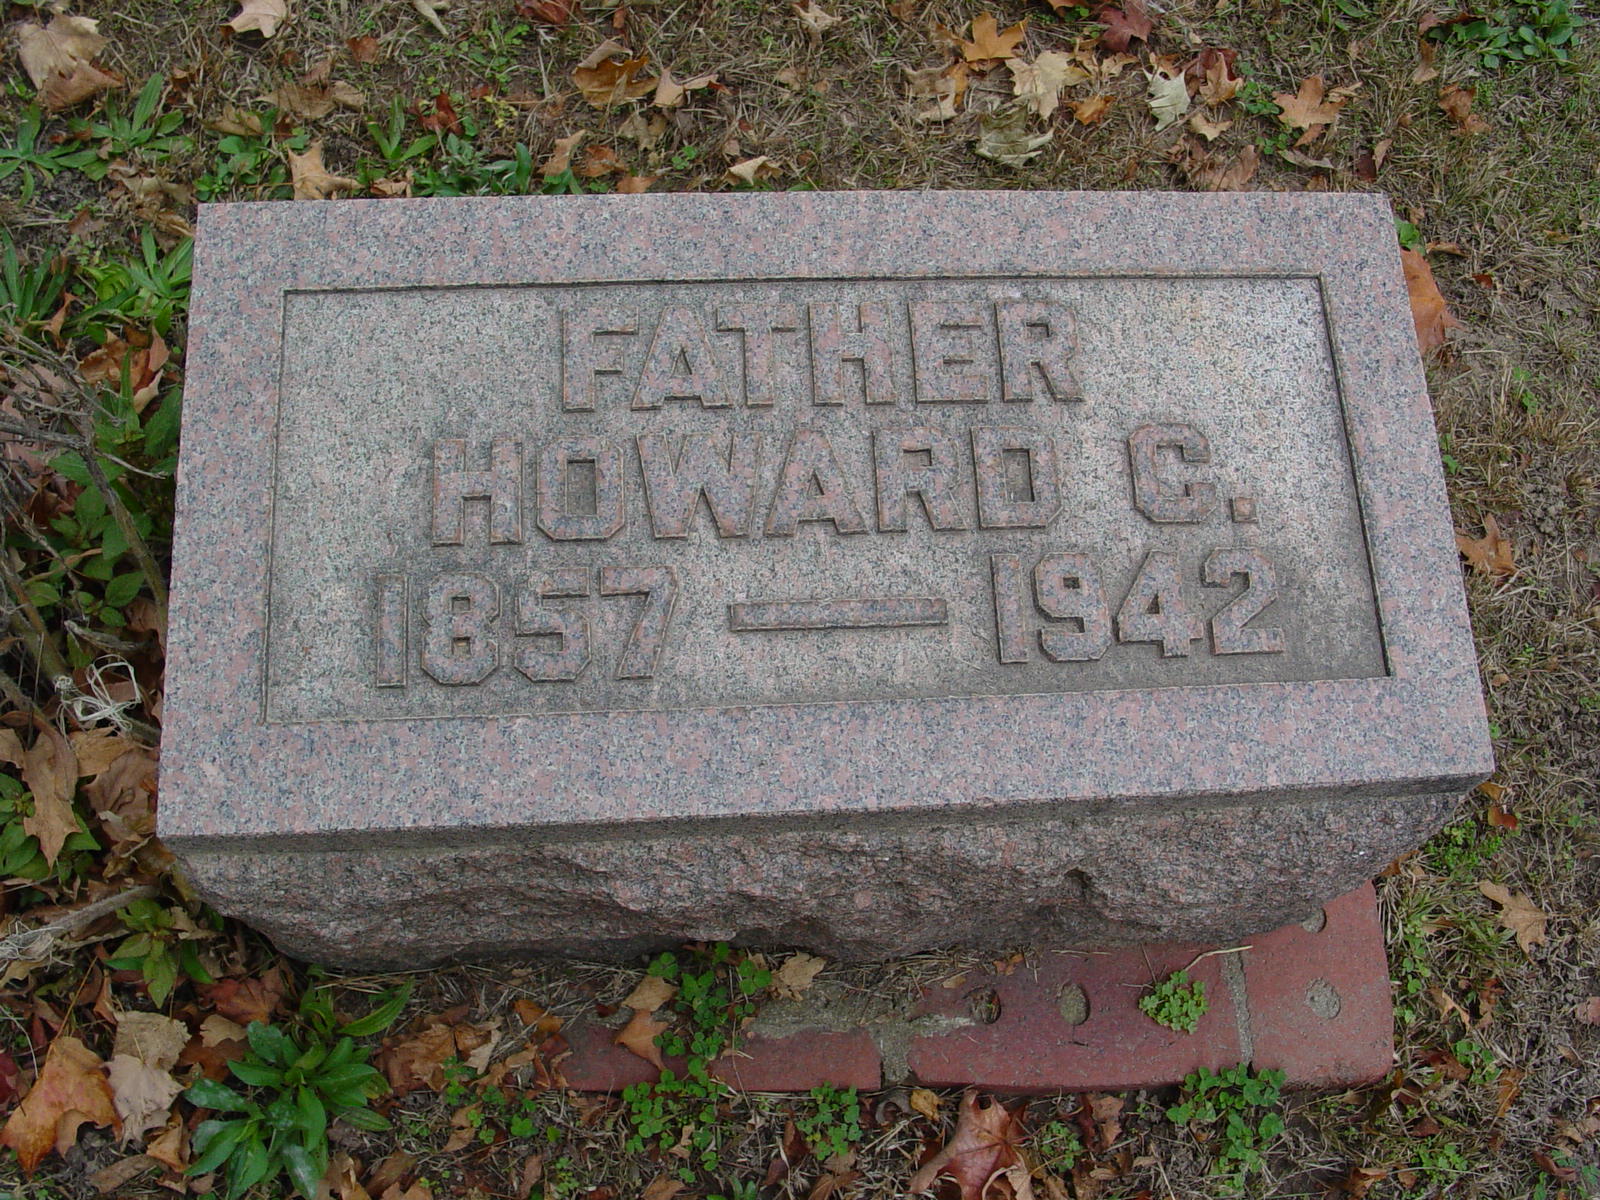 FATHER
HOWARD C.
1857 — 1942